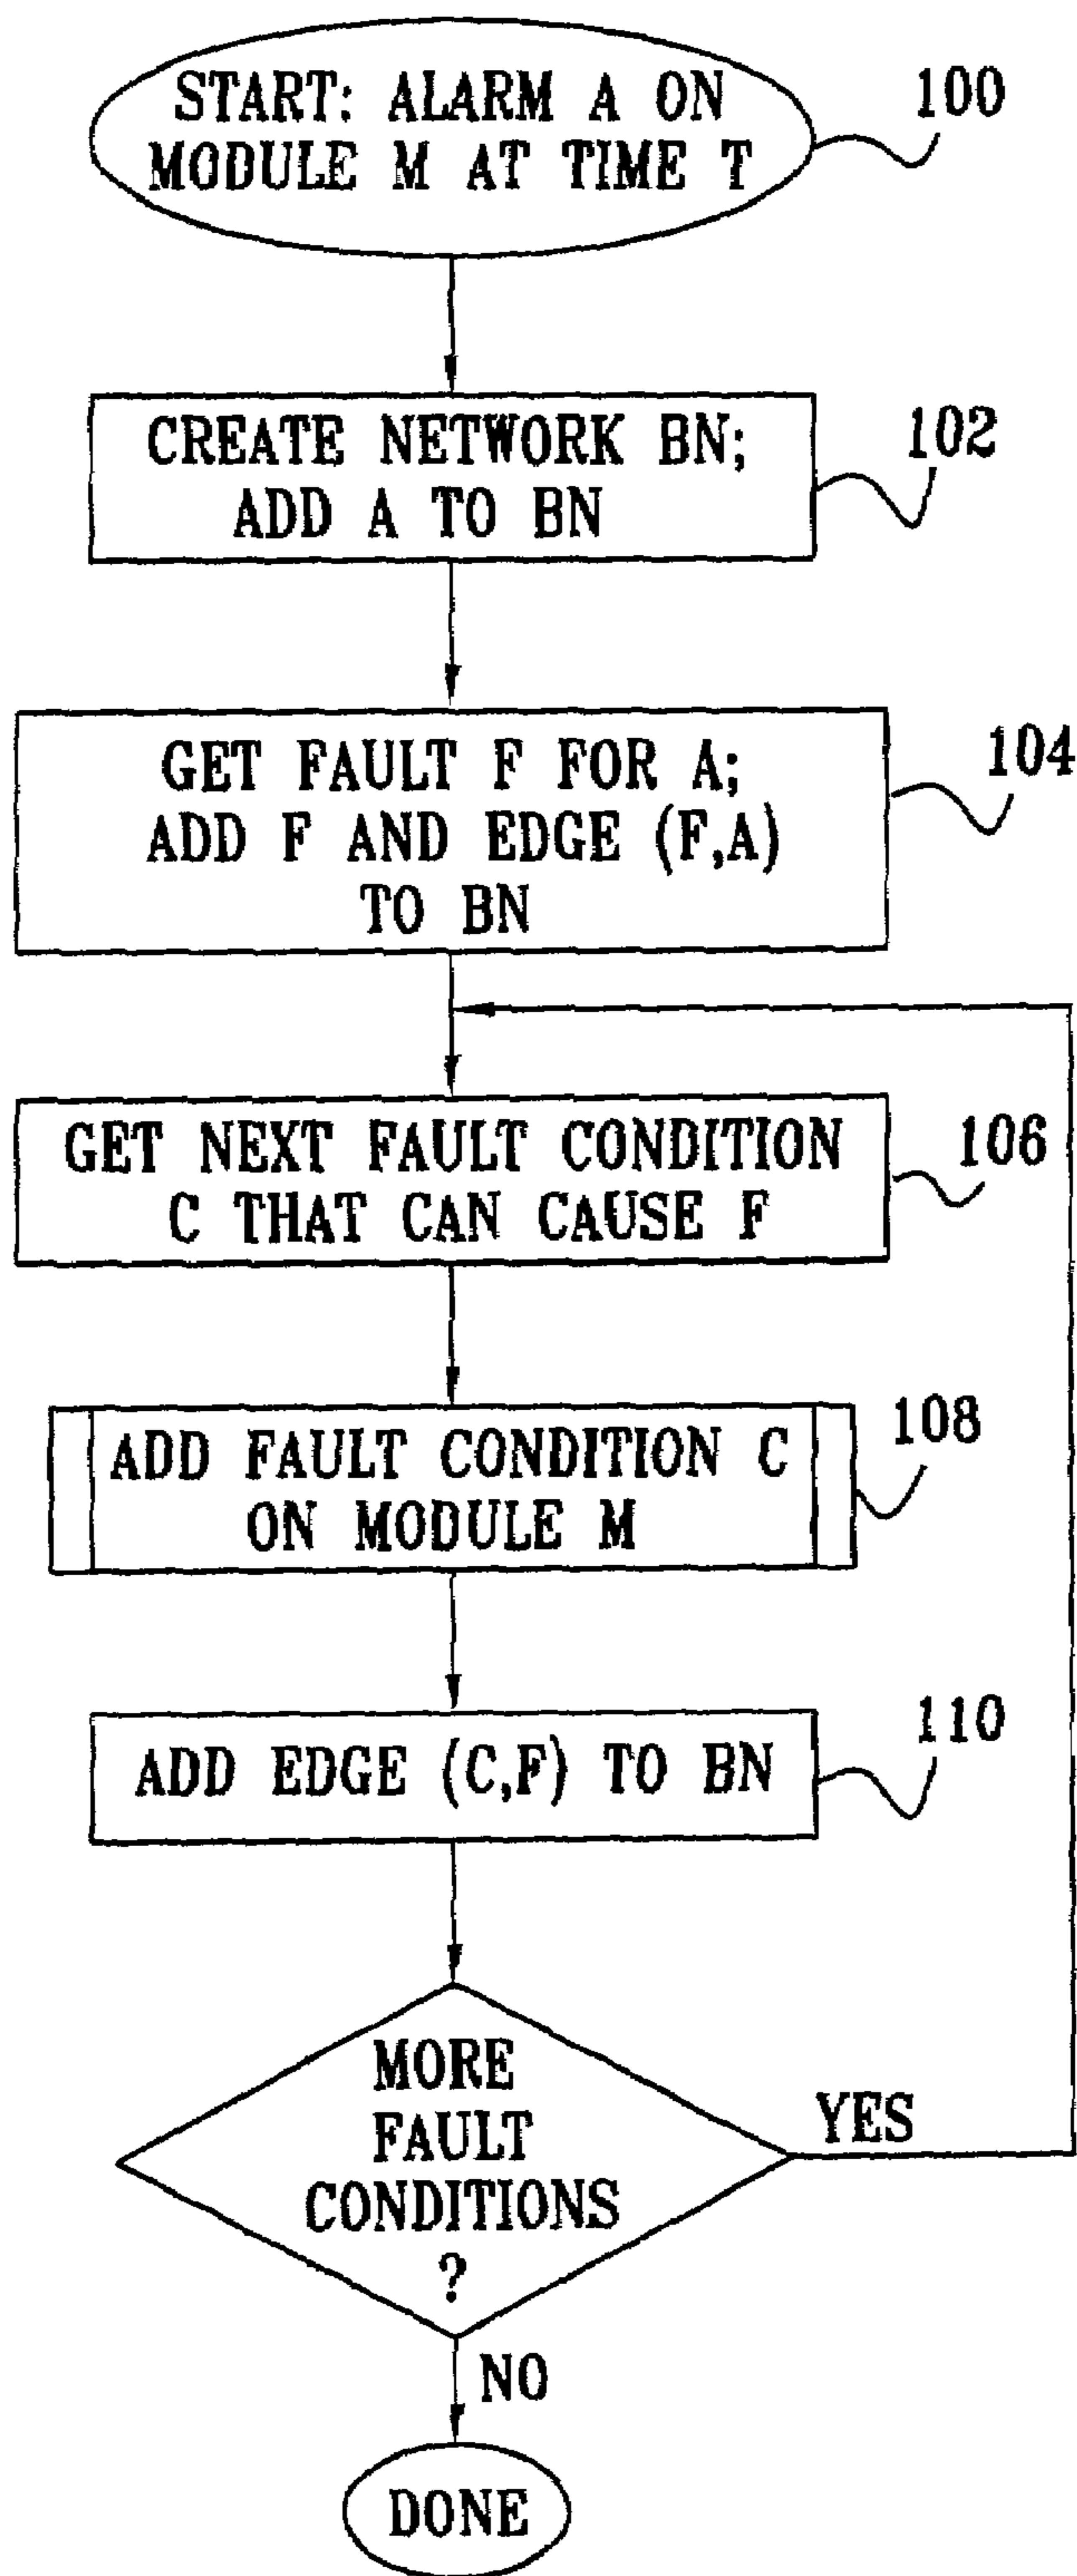 START: ALARM A ON
MODULE M AT TIME T
100
CREATE NETWORK BN;
ADD A TO BN
102
GET FAULT F FOR A;
ADD F AND EDGE (F,A)
TO BN
104
GET NEXT FAULT CONDITION
C THAT CAN CAUSE F
106
ADD FAULT CONDITION C
ON MODULE M
108
ADD EDGE (C,F) TO BN
110
MORE
FAULT
CONDITIONS
?
YES
NO
DONE